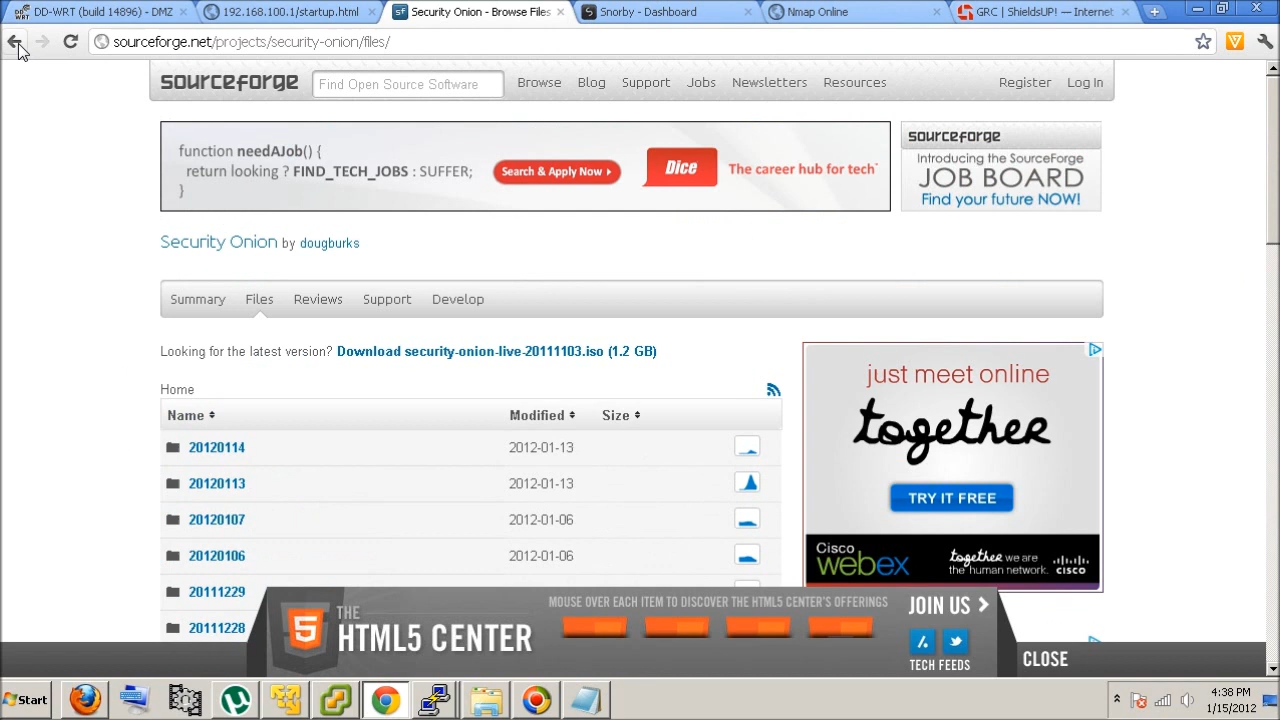 DD-WRT (build 14896) - DMZ
192.168.100.1/startup.html
Security Onion - Browse Files
Snorby - Dashboard
Nmap Online
GRC | ShieldsUP! — Internet
sourceforge.net/projects/security-onion/files/
sourceforge
Find Open Source Software
Browse Blog Support Jobs Newsletters Resources
Register Log In
function needAJob() {
return looking ? FIND_TECH_JOBS : SUFFER;
}
Search & Apply Now
Dice
The career hub for tech
sourceforge
Introducing the SourceForge
JOB BOARD
Find your future NOW!
Security Onion by dougburks
Summary Files Reviews Support Develop
Looking for the latest version? Download security-onion-live-20111103.iso (1.2 GB)
Home
Name Modified Size
20120114 2012-01-13
20120113 2012-01-13
20120107 2012-01-06
20120106 2012-01-06
20111229
20111228
just meet online
together
TRY IT FREE
Cisco
webex
together we are
the human network.
CISCO
5
THE
HTML5 CENTER
MOUSE OVER EACH ITEM TO DISCOVER THE HTML5 CENTER'S OFFERINGS
JOIN US
TECH FEEDS
CLOSE
Start
4:38 PM
1/15/2012